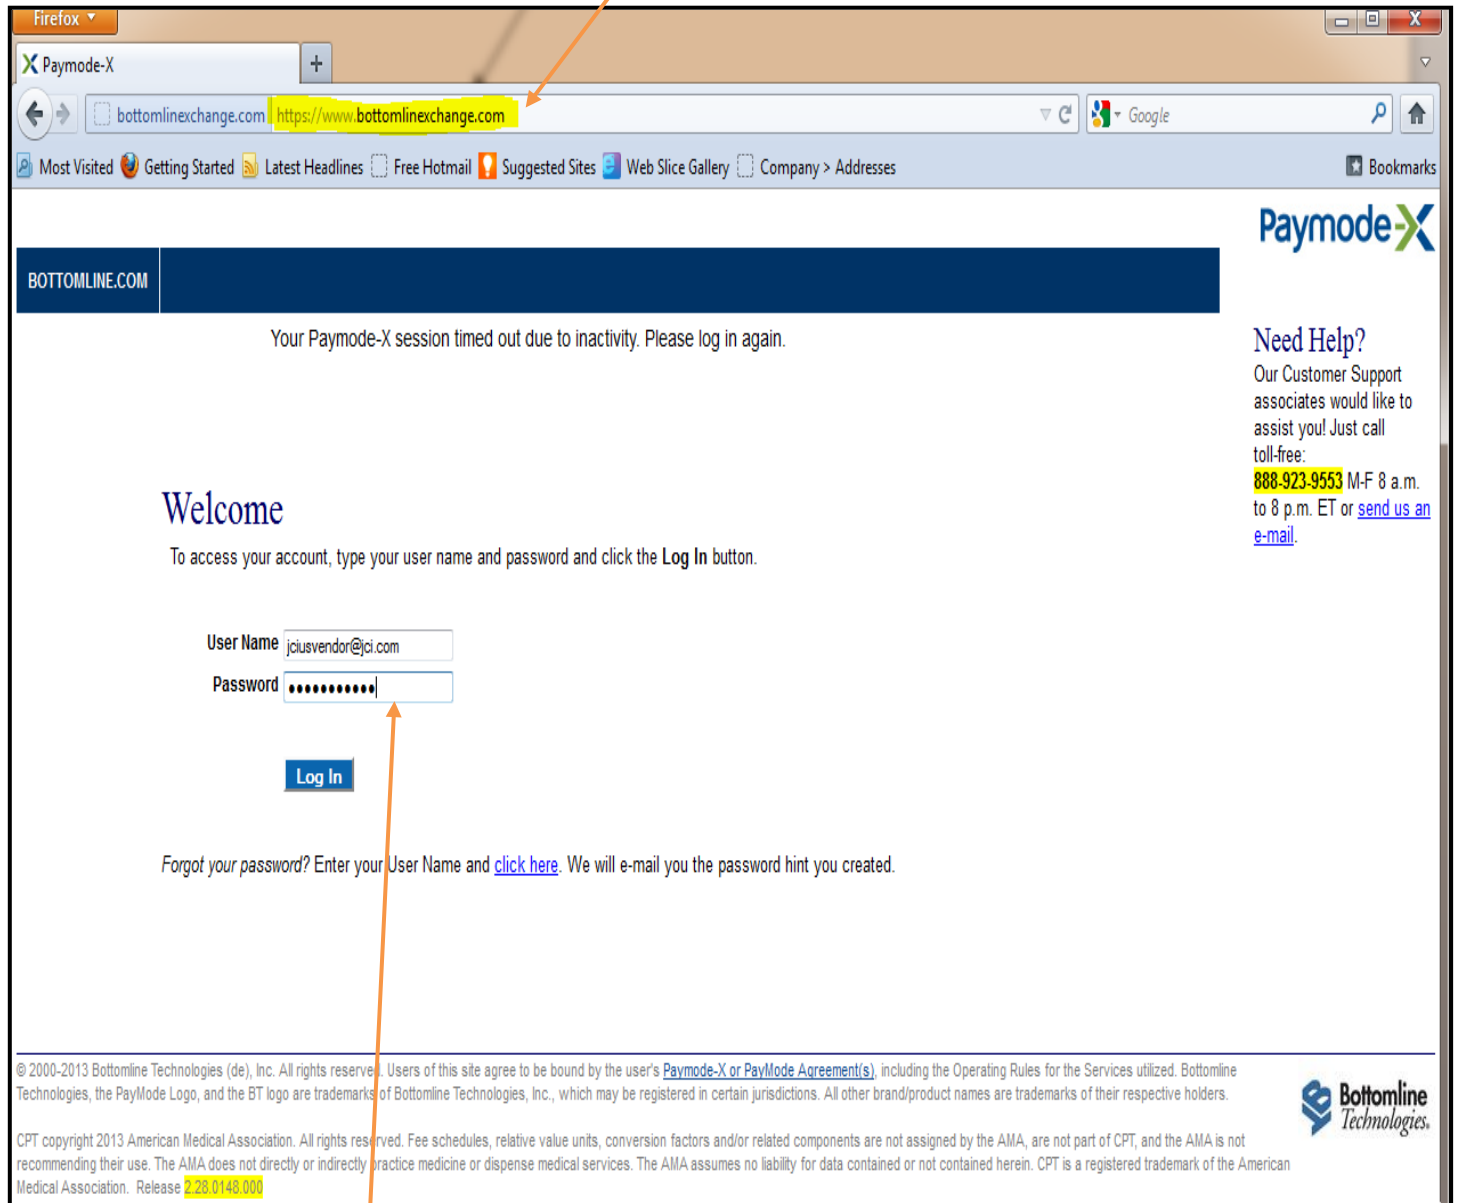 Firefox
X
Paymode-X
+
bottomlinexchange.com https://www.bottomlinexchange.com
Google
Most Visited Getting Started Latest Headlines Free Hotmail Suggested Sites Web Slice Gallery Company > Addresses Bookmarks
Paymode-X
BOTTOMLINE.COM
Your Paymode-X session timed out due to inactivity. Please log in again.
Need Help?
Our Customer Support
associates would like to
assist you! Just call
toll-free:
888-923-9553 M-F 8 a.m.
to 8 p.m. ET or send us an
e-mail.
Welcome
To access your account, type your user name and password and click the Log In button.
User Name jciusvendor@jci.com
Password •••••••••••
Log In
Forgot your password? Enter your User Name and click here. We will e-mail you the password hint you created.
© 2000-2013 Bottomline Technologies (de), Inc. All rights reserved. Users of this site agree to be bound by the user's Paymode-X or PayMode Agreement(s), including the Operating Rules for the Services utilized. Bottomline
Technologies, the PayMode Logo, and the BT logo are trademarks of Bottomline Technologies, Inc., which may be registered in certain jurisdictions. All other brand/product names are trademarks of their respective holders.
Bottomline
Technologies.
CPT copyright 2013 American Medical Association. All rights reserved. Fee schedules, relative value units, conversion factors and/or related components are not assigned by the AMA, are not part of CPT, and the AMA is not
recommending their use. The AMA does not directly or indirectly practice medicine or dispense medical services. The AMA assumes no liability for data contained or not contained herein. CPT is a registered trademark of the American
Medical Association. Release 2.28.0148.000